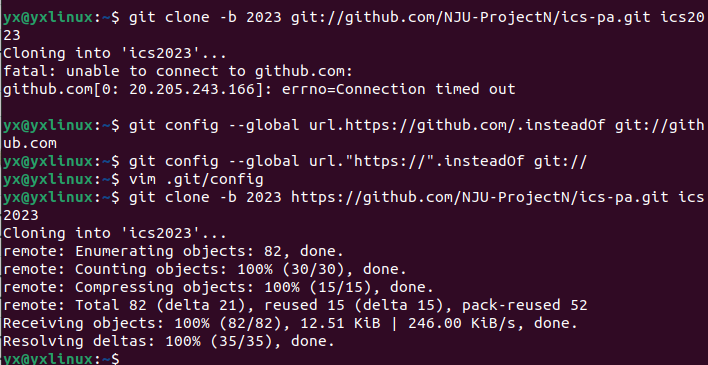 yx@yxlinux:~$ git clone -b 2023 git://github.com/NJU-ProjectN/ics-pa.git ics20
23
Cloning into 'ics2023'...
fatal: unable to connect to github.com:
github.com[0: 20.205.243.166]: errno=Connection timed out
yx@yxlinux:~$ git config --global url.https://github.com/.insteadOf git://gith
ub.com
yx@yxlinux:~$ git config --global url."https://".insteadOf git://
yx@yxlinux:~$ vim .git/config
yx@yxlinux:~$ git clone -b 2023 https://github.com/NJU-ProjectN/ics-pa.git ics
2023
Cloning into 'ics2023'...
remote: Enumerating objects: 82, done.
remote: Counting objects: 100% (30/30), done.
remote: Compressing objects: 100% (15/15), done.
remote: Total 82 (delta 21), reused 15 (delta 15), pack-reused 52
Receiving objects: 100% (82/82), 12.51 KiB | 246.00 KiB/s, done.
Resolving deltas: 100% (35/35), done.
yx@yxlinux:~$